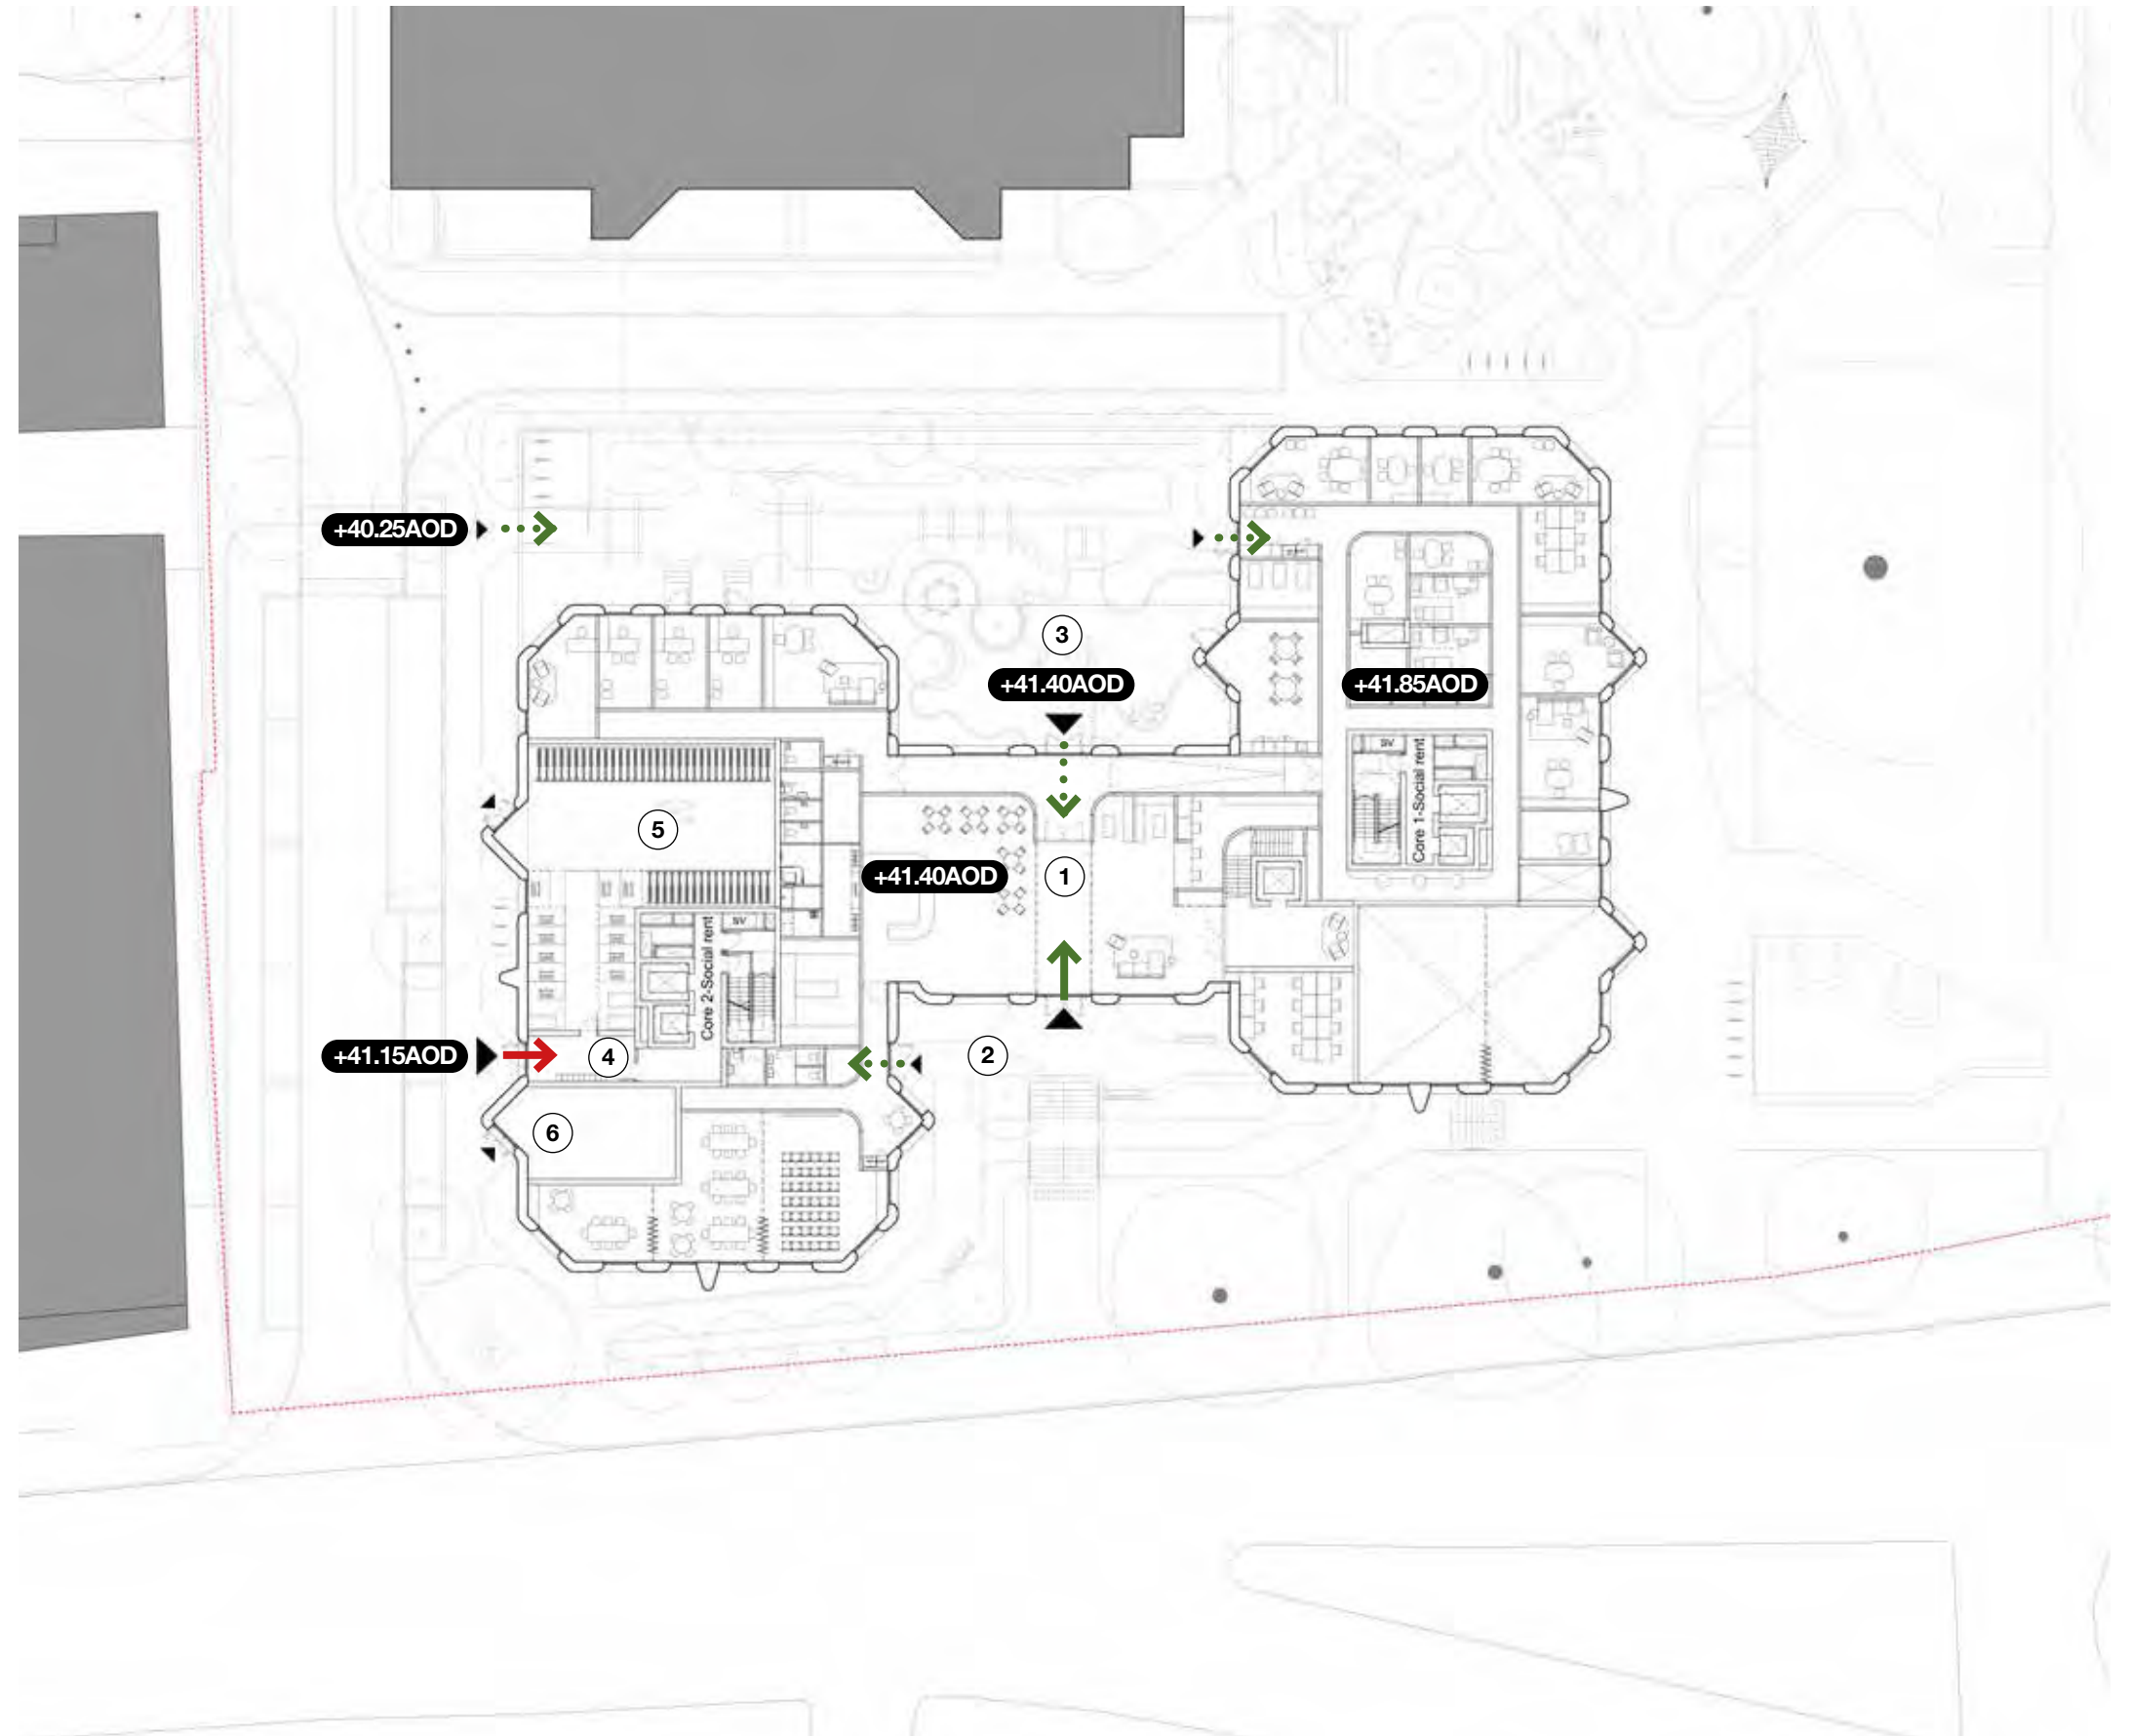 +40.25AOD
3
+41.40AOD
+41.85AOD
SV
Core 1-Social rent
5
+41.40AOD
1
SV
Core 2-Social rent
+41.15AOD
4
2
6